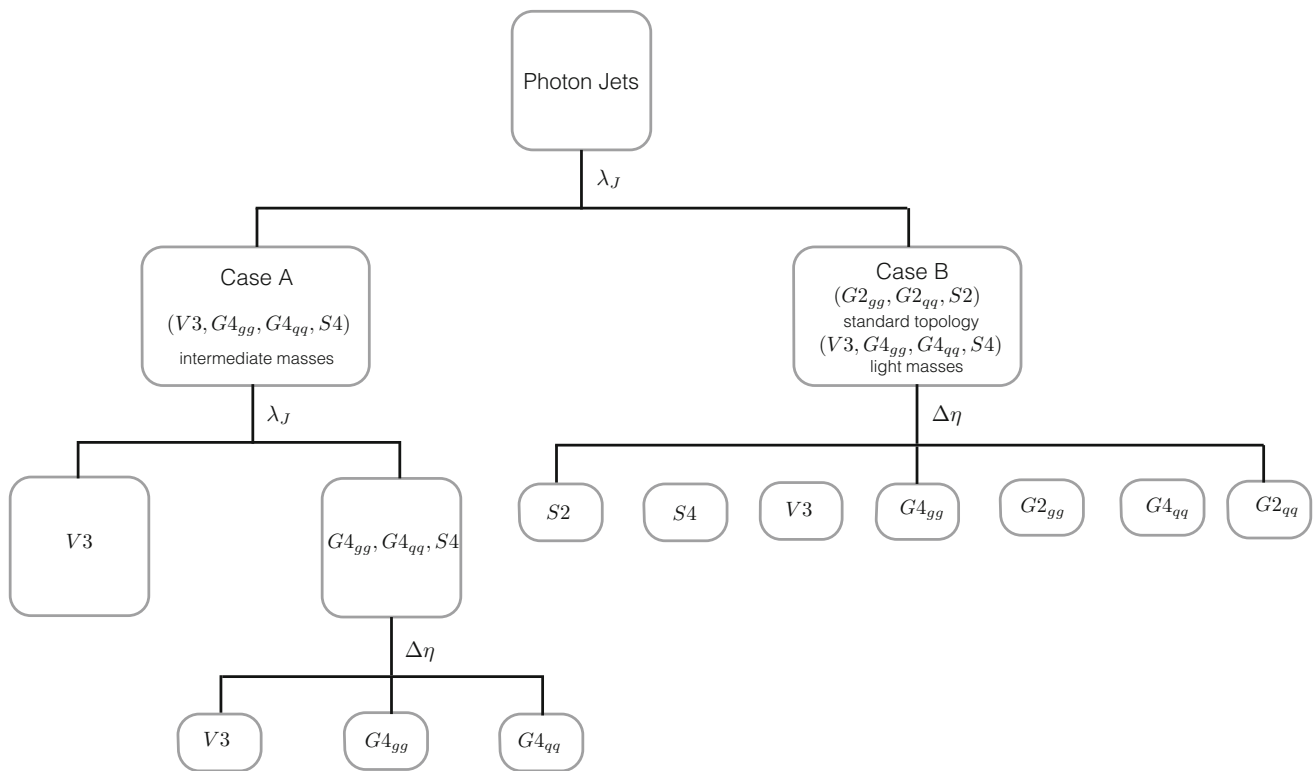 Photon Jets
λ_J
Case A
(V3, G4_gg, G4_qq, S4)
intermediate masses
Case B
(G2_gg, G2_qq, S2)
standard topology
(V3, G4_gg, G4_qq, S4)
light masses
λ_J
Δη
V3
G4_gg, G4_qq, S4
S2
S4
V3
G4_gg
G2_gg
G4_qq
G2_qq
Δη
V3
G4_gg
G4_qq